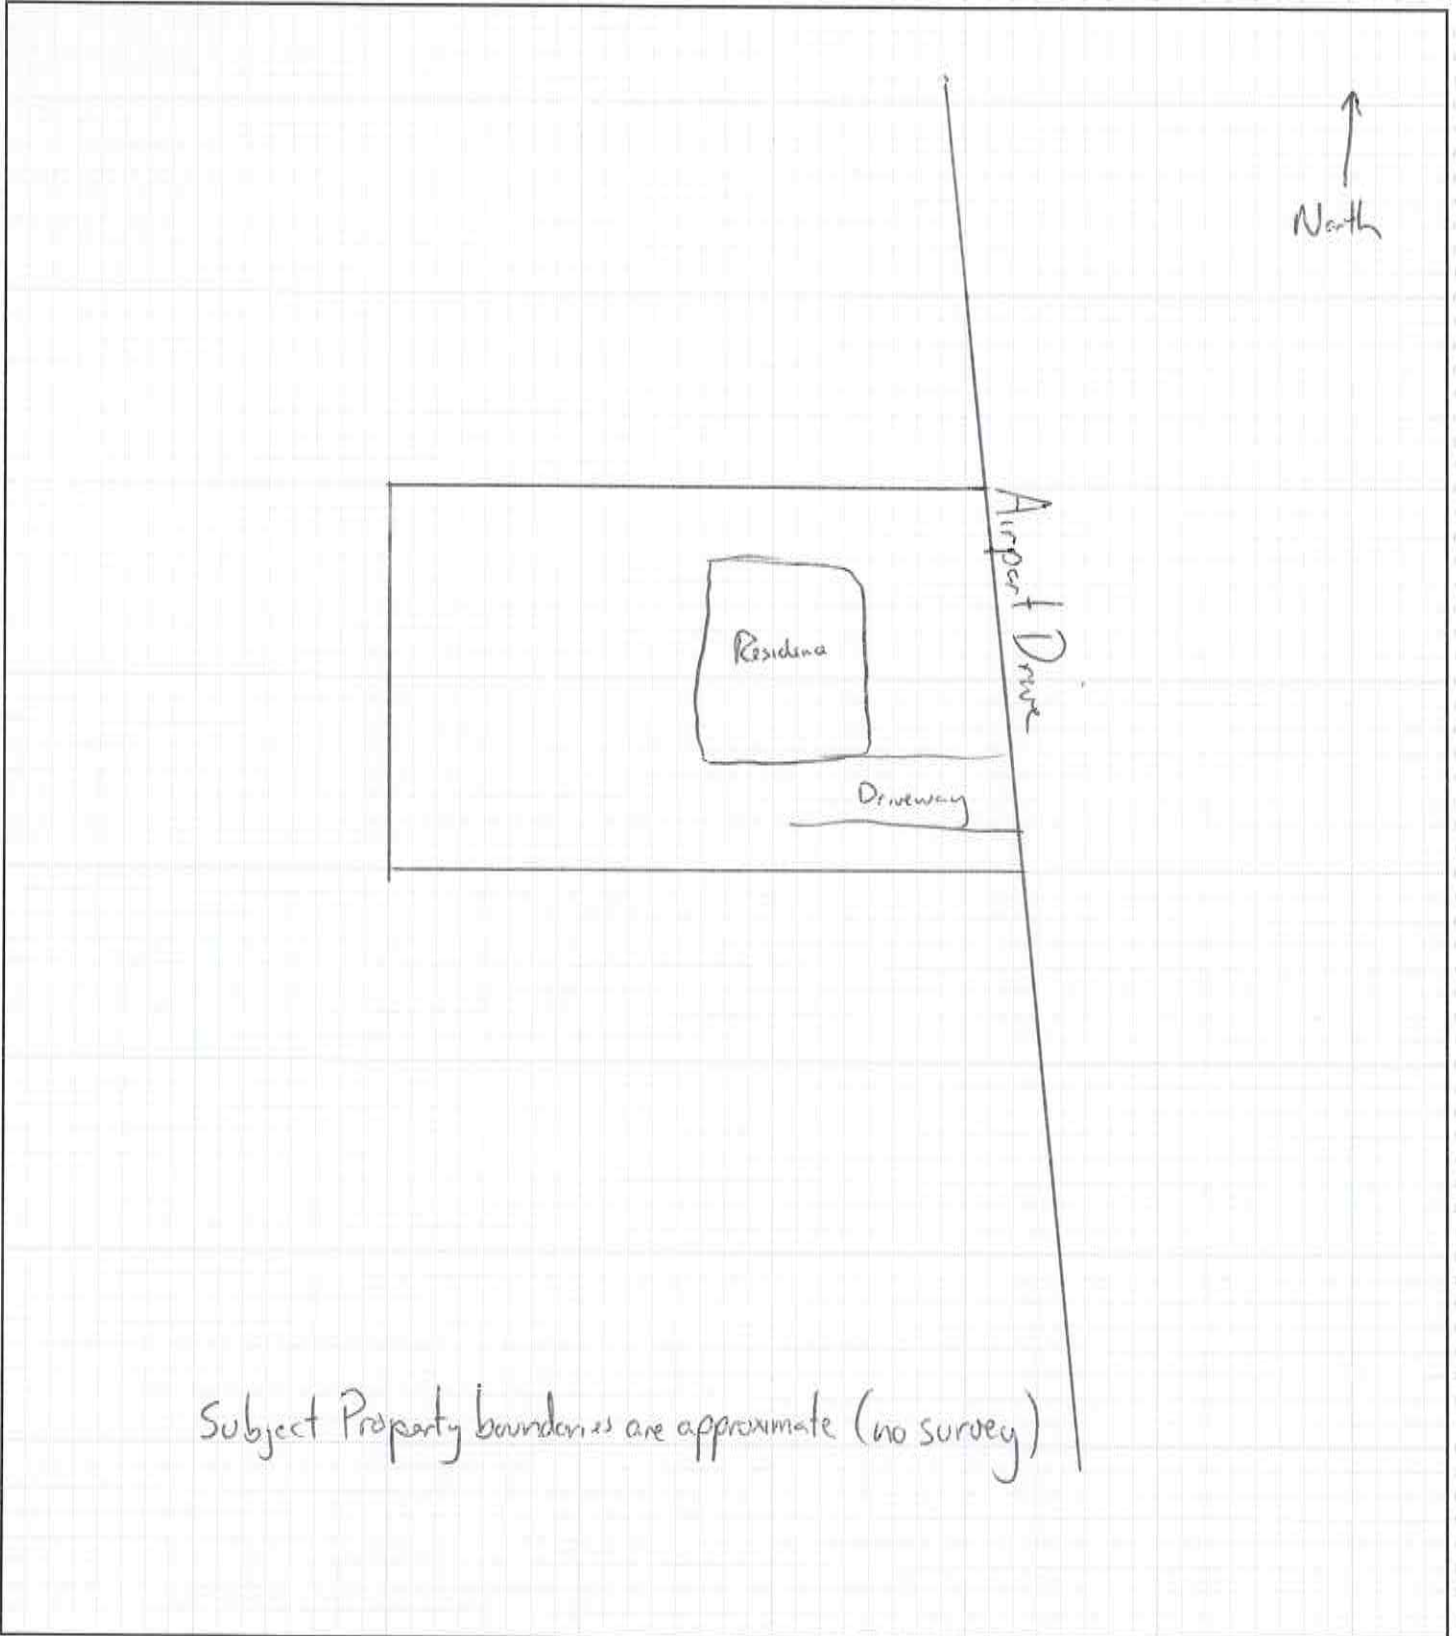 North
Airport Drive
Residence
Driveway
Subject Property boundaries are approximate (no survey)